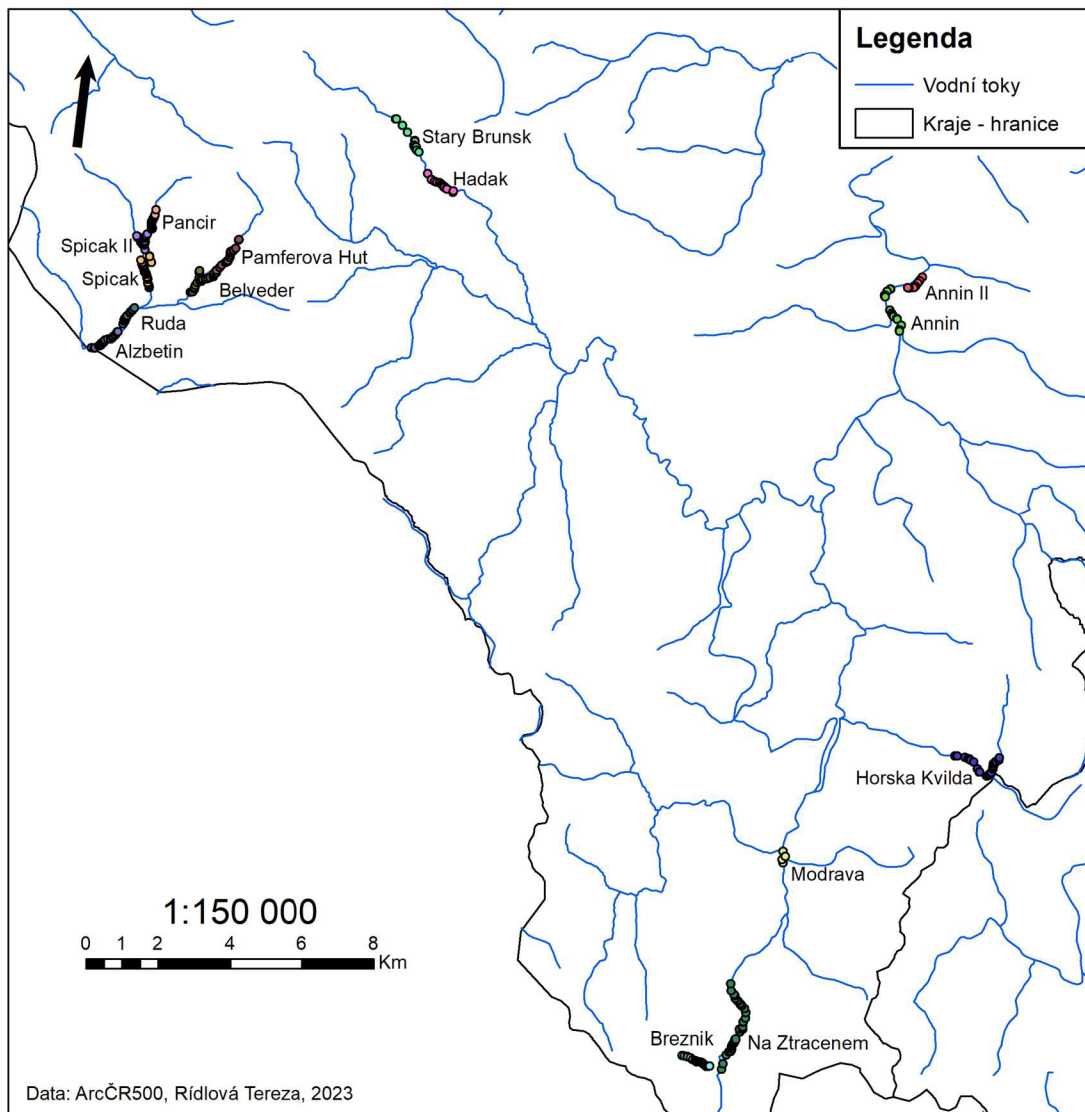 Legenda
Vodní toky
Kraje - hranice
Stary Brunsk
Hadak
Pancir
Spicak II
Pamferova Hut
Spicak
Belveder
Annin II
Ruda
Annin
Alzbetin
Horska Kvilda
Modrava
1:150 000
0 1 2 4 6 8
Km
Breznik
Na Ztracenem
Data: ArcČR500, Rídlová Tereza, 2023